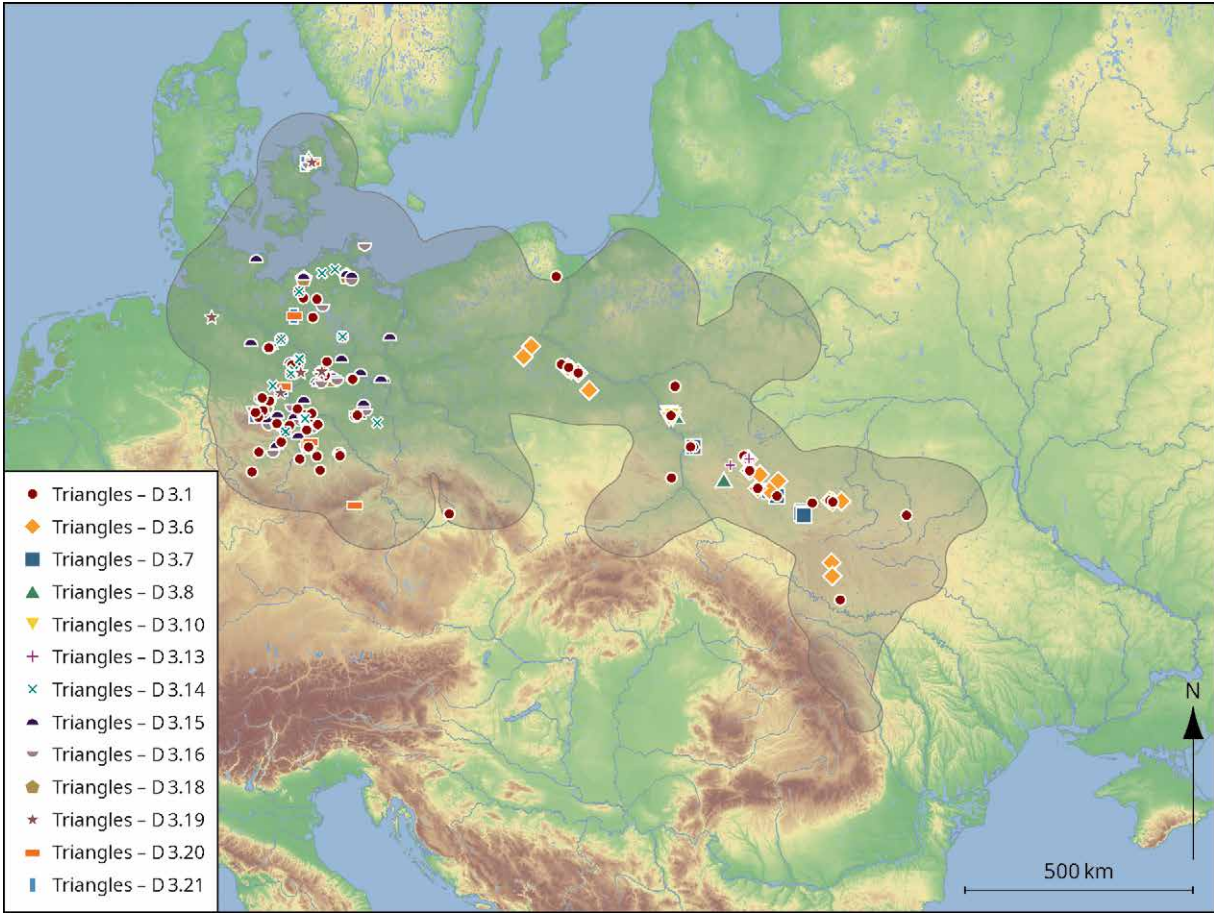 Triangles – D 3.1
Triangles – D 3.6
Triangles – D 3.7
Triangles – D 3.8
Triangles – D 3.10
Triangles – D 3.13
Triangles – D 3.14
Triangles – D 3.15
Triangles – D 3.16
Triangles – D 3.18
Triangles – D 3.19
Triangles – D 3.20
Triangles – D 3.21
N
500 km